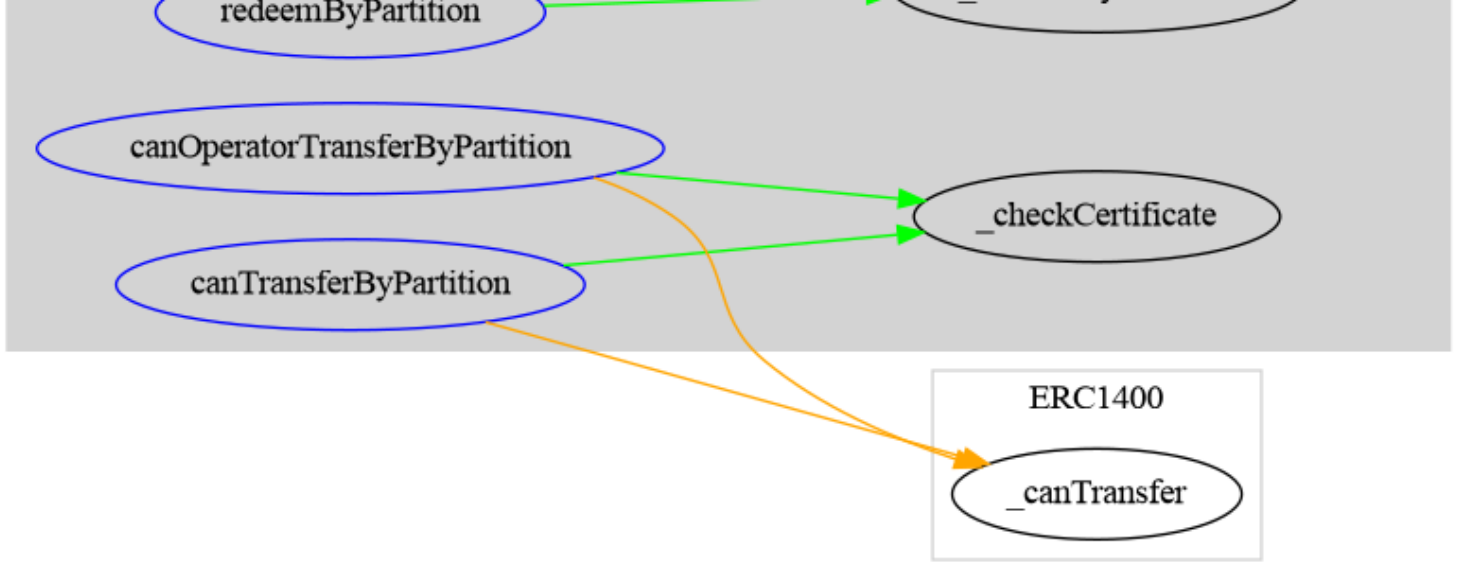 redeemByPartition
canOperatorTransferByPartition
_checkCertificate
canTransferByPartition
ERC1400
_canTransfer